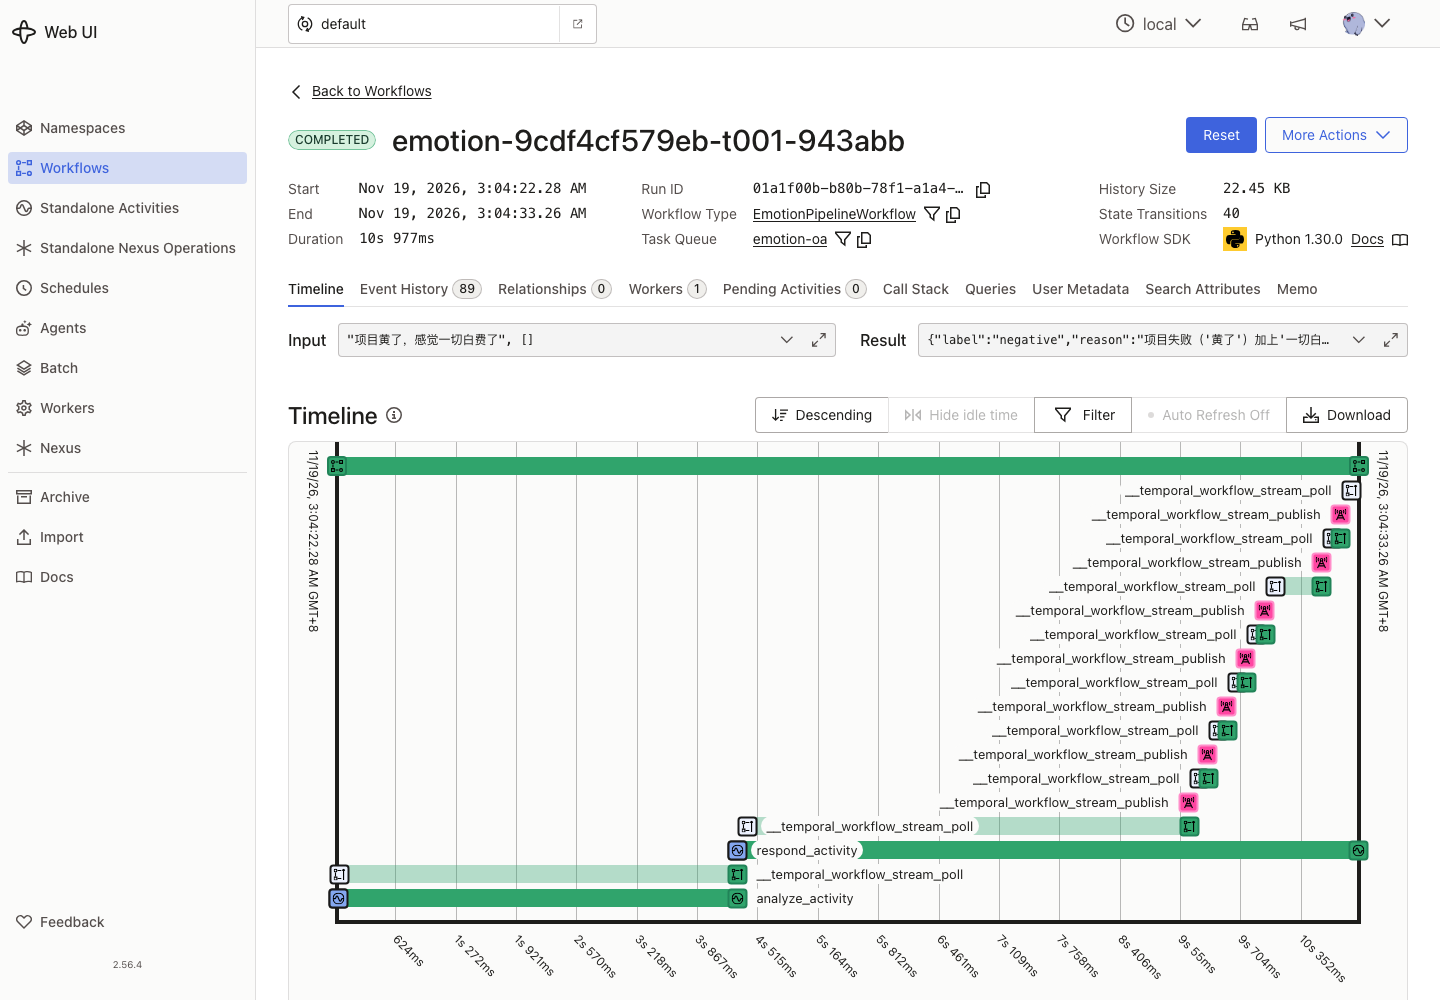 Web UI
default
local
Namespaces
Workflows
Standalone Activities
Standalone Nexus Operations
Schedules
Agents
Batch
Workers
Nexus
Archive
Import
Docs
Feedback
2.56.4
Back to Workflows
COMPLETED
emotion-9cdf4cf579eb-t001-943abb
Reset
More Actions
Start Nov 19, 2026, 3:04:22.28 AM
End Nov 19, 2026, 3:04:33.26 AM
Duration 10s 977ms
Run ID 01a1f00b-b80b-78f1-a1a4-…
Workflow Type EmotionPipelineWorkflow
Task Queue emotion-oa
History Size 22.45 KB
State Transitions 40
Workflow SDK Python 1.30.0 Docs
Timeline Event History 89 Relationships 0 Workers 1 Pending Activities 0 Call Stack Queries User Metadata Search Attributes Memo
Input "项目黄了，感觉一切白费了", []
Result {"label":"negative","reason":"项目失败（'黄了'）加上'一切白…
Timeline
Descending
Hide idle time
Filter
Auto Refresh Off
Download
11/19/26, 3:04:22.28 AM GMT+8
11/19/26, 3:04:33.26 AM GMT+8
__temporal_workflow_stream_poll
__temporal_workflow_stream_publish
__temporal_workflow_stream_poll
__temporal_workflow_stream_publish
__temporal_workflow_stream_poll
__temporal_workflow_stream_publish
__temporal_workflow_stream_poll
__temporal_workflow_stream_publish
__temporal_workflow_stream_poll
__temporal_workflow_stream_publish
__temporal_workflow_stream_poll
__temporal_workflow_stream_publish
__temporal_workflow_stream_poll
__temporal_workflow_stream_publish
__temporal_workflow_stream_poll
respond_activity
__temporal_workflow_stream_poll
analyze_activity
624ms
1s 272ms
1s 921ms
2s 570ms
3s 218ms
3s 867ms
4s 515ms
5s 164ms
5s 812ms
6s 461ms
7s 109ms
7s 758ms
8s 406ms
9s 55ms
9s 704ms
10s 352ms